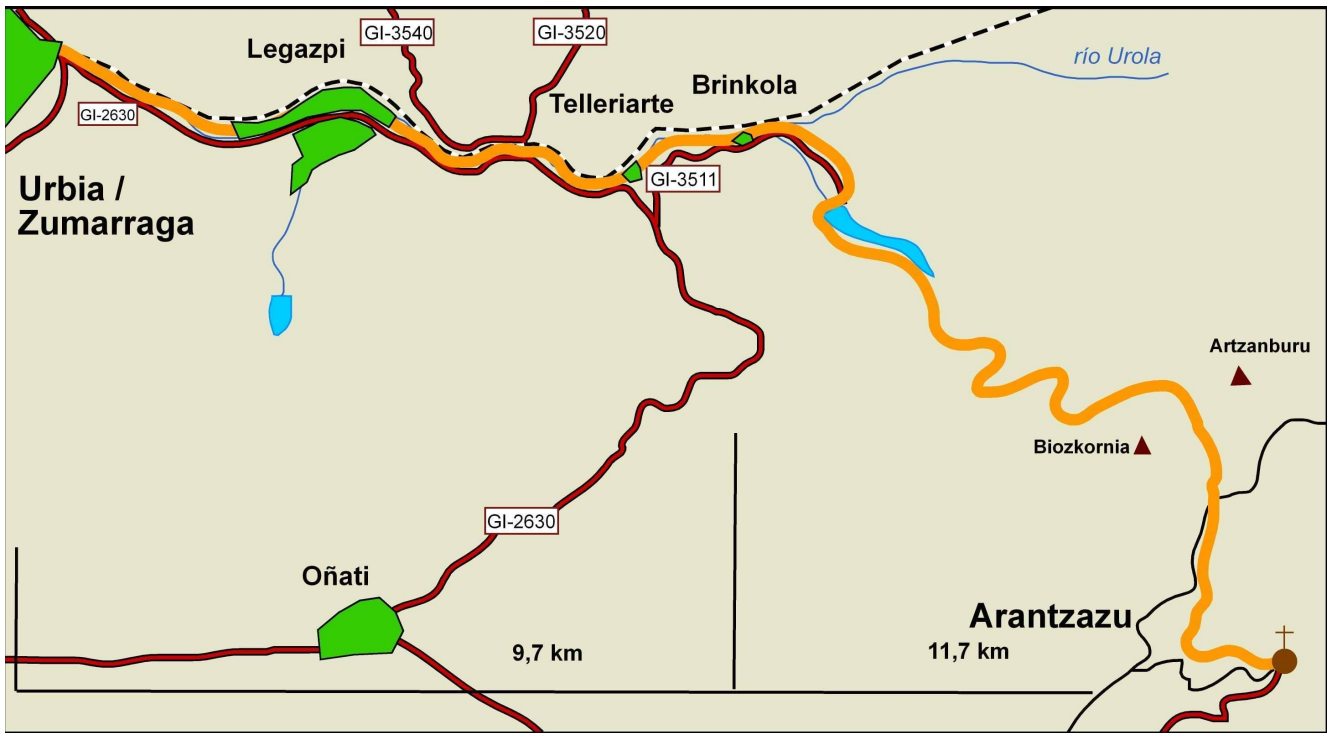 GI-3540
GI-3520
Legazpi
río Urola
Brinkola
Telleriarte
GI-2630
GI-3511
Urbia /
Zumarraga
Artzanburu
Biozkornia
GI-2630
Oñati
Arantzazu
9,7 km
11,7 km